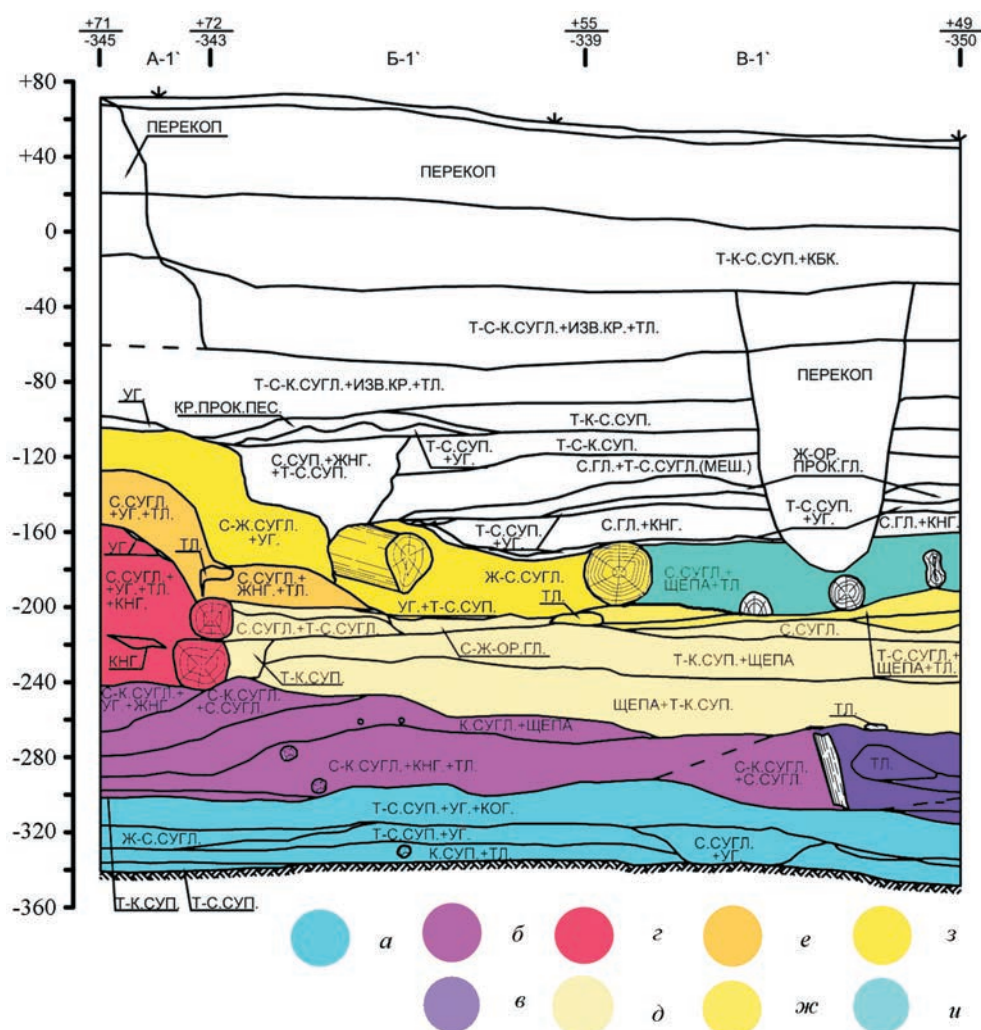 +71 +72 +55 +49
-345 -343 -339 -350
А-1` Б-1` В-1`
+80
+40
0
-40
-80
-120
-160
-200
-240
-280
-320
-360
ПЕРЕКОП
ПЕРЕКОП
Т-К-С.СУП.+КБК.
Т-С-К.СУГЛ.+ИЗВ.КР.+ТЛ.
ПЕРЕКОП
Т-С-К.СУГЛ.+ИЗВ.КР.+ТЛ.
УГ.
КР.ПРОК.ПЕС.
Т-К-С.СУП.
Т-С.СУП.
+УГ.
Т-С-К.СУП.
С.СУП.+ЖНГ.
+Т-С.СУП.
С.ГЛ.+Т-С.СУГЛ.(МЕШ.)
Ж-ОР.
ПРОК.ГЛ.
С.СУГЛ.
+УГ.+ТЛ.
С-Ж.СУГЛ.
+УГ.
Т-С.СУП.
+УГ.
С.ГЛ.+КНГ.
Т-С.СУП.+
УГ.
С.ГЛ.+КНГ.
УГ.
ТЛ.
С.СУГЛ.+
+УГ.+ТЛ.
+КНГ.
С.СУГЛ.+
ЖНГ.+ТЛ.
Ж-С.СУГЛ.
С.СУГЛ.+
ЩЕПА+ТЛ
УГ.+Т-С.СУП.
ТЛ.
С.СУГЛ.+Т-С.СУГЛ.
С.СУГЛ.
С-Ж-ОР.ГЛ.
Т-С.СУГЛ.+
ЩЕПА+ТЛ.
КНГ.
Т-К.СУП.
Т-К.СУП.+ЩЕПА
С-К.СУГЛ.+
УГ.+ЖНГ.
С-К.СУГЛ.
+С.СУГЛ.
ЩЕПА+Т-К.СУП.
ТЛ.
К.СУГЛ.+ЩЕПА
С-К.СУГЛ.+КНГ.+ТЛ.
С-К.СУГЛ.
+С.СУГЛ.
ТЛ.
Т-С.СУП.+УГ.+КОГ.
Ж-С.СУГЛ.
Т-С.СУП.+УГ.
К.СУП.+ТЛ.
С.СУГЛ.
+УГ.
Т-К.СУП.
Т-С.СУП.
а б г е з
в д ж и